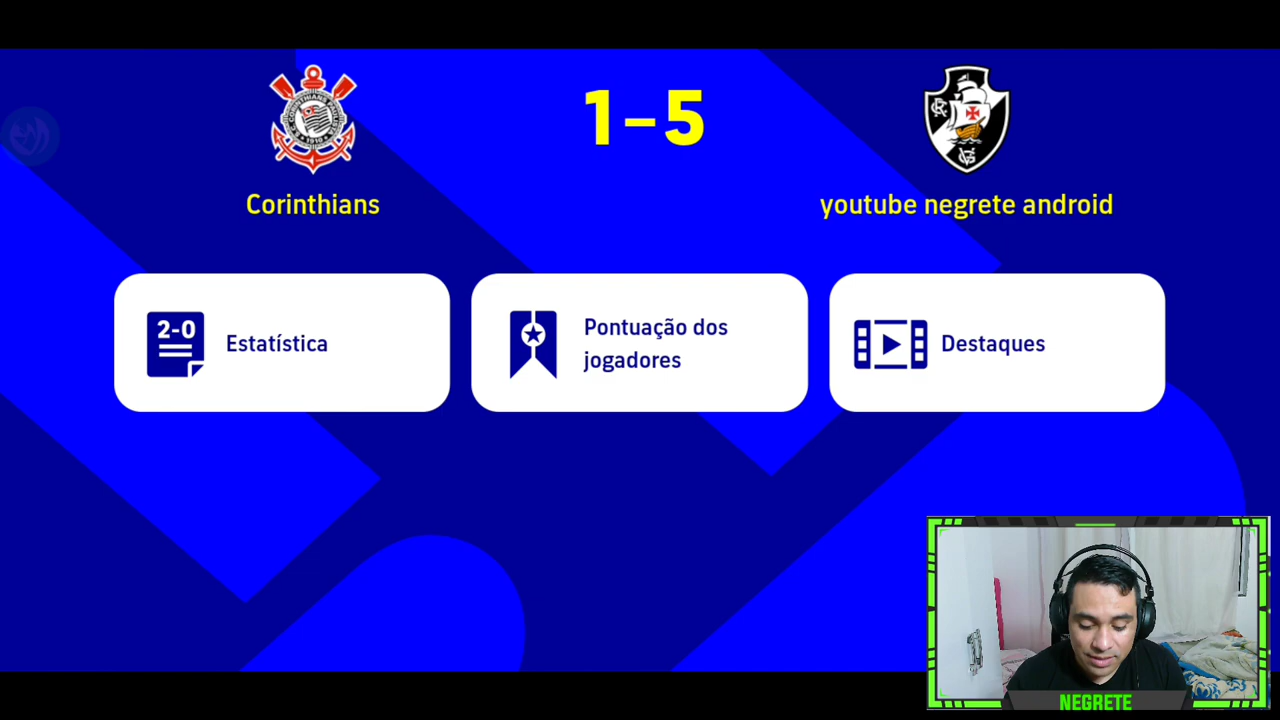 1-5
Corinthians
youtube negrete android
2-0
Estatística
Pontuação dos
jogadores
Destaques
NEGRETE